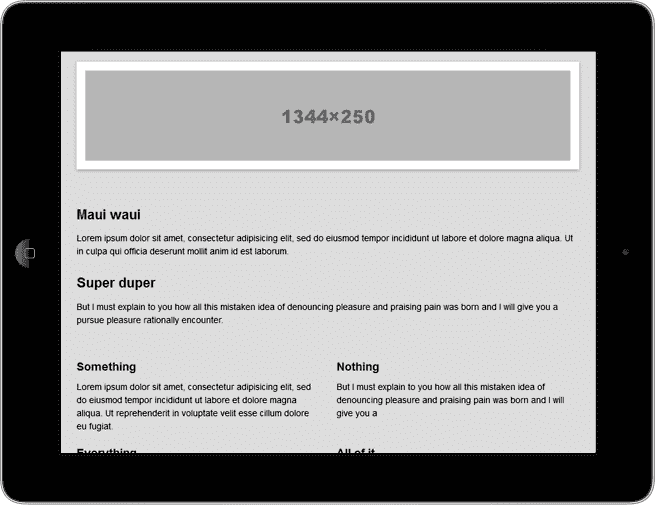 1344×250
Maui waui
Lorem ipsum dolor sit amet, consectetur adipisicing elit, sed do eiusmod tempor incididunt ut labore et dolore magna aliqua. Ut
in culpa qui officia deserunt mollit anim id est laborum.
Super duper
But I must explain to you how all this mistaken idea of denouncing pleasure and praising pain was born and I will give you a
pursue pleasure rationally encounter.
Something
Lorem ipsum dolor sit amet, consectetur adipisicing elit, sed
do eiusmod tempor incididunt ut labore et dolore magna
aliqua. Ut reprehenderit in voluptate velit esse cillum dolore
eu fugiat.
Nothing
But I must explain to you how all this mistaken idea of
denouncing pleasure and praising pain was born and I will
give you a
Everything
All of it